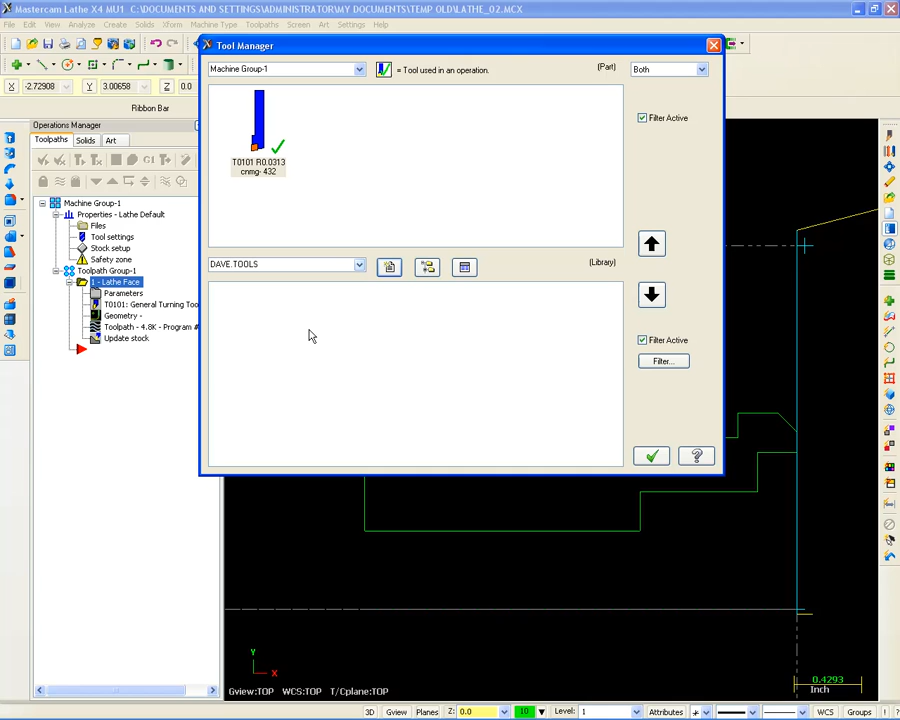 Mastercam Lathe X4 MU1 C:\DOCUMENTS AND SETTINGS\ADMINISTRATOR\MY DOCUMENTS\TEMP OLD\LATHE_02.MCX
File Edit View Analyze Create Solids Xform Machine Type Toolpaths Screen Art Settings Help
Tool Manager
Machine Group-1
= Tool used in an operation.
(Part)
Both
X -2.72908 Y 3.00658 Z 0.0
Ribbon Bar
Filter Active
Operations Manager
Toolpaths Solids Art
G1
T0101 R0.0313
cnmg- 432
Machine Group-1
Properties - Lathe Default
Files
Tool settings
Stock setup
Safety zone
Toolpath Group-1
1 - Lathe Face
Parameters
T0101: General Turning Too
Geometry -
Toolpath - 4.8K - Program #
Update stock
DAVE.TOOLS
(Library)
Filter Active
Filter...
Y
X
Gview:TOP WCS:TOP T/Cplane:TOP
0.4293
Inch
3D Gview Planes Z: 0.0 10 Level: 1 Attributes WCS Groups ! ?